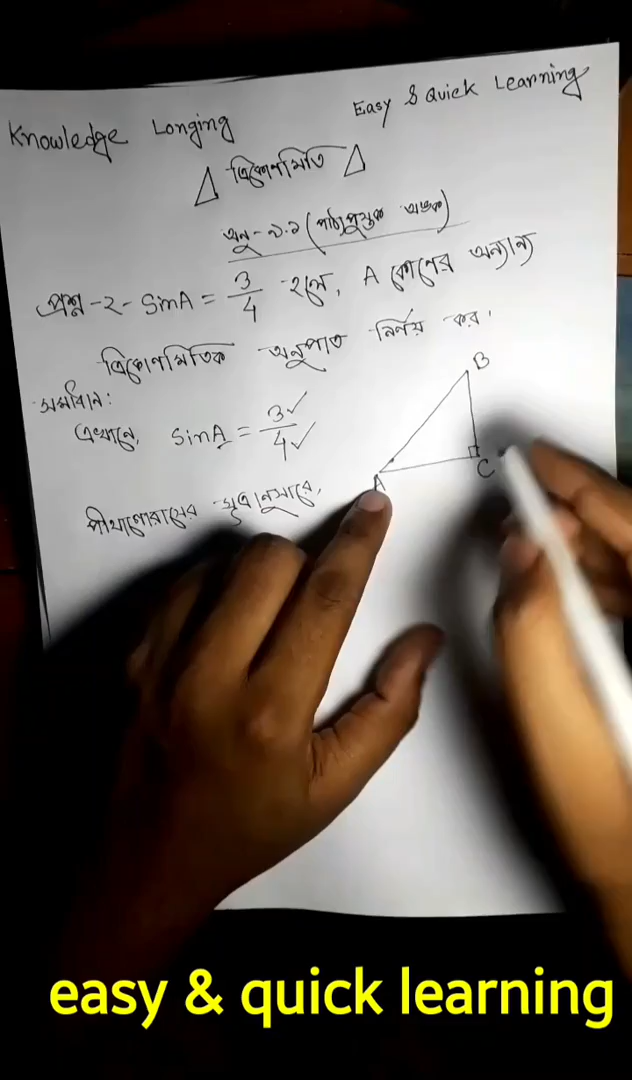 Knowledge Longing
Easy & Quick Learning
ত্রিকোণমিতি
অনু-৯.১ (পাঠ্যপুস্তক অঙ্ক)
প্রশ্ন-২- sinA = 3/4 হলে, A কোণের অন্যান্য
ত্রিকোণমিতিক অনুপাত নির্ণয় কর।
সমাধান:
এখানে, sinA = 3/4
পীথাগোরাসের সূত্রানুসারে,
B
A
C
easy & quick learning